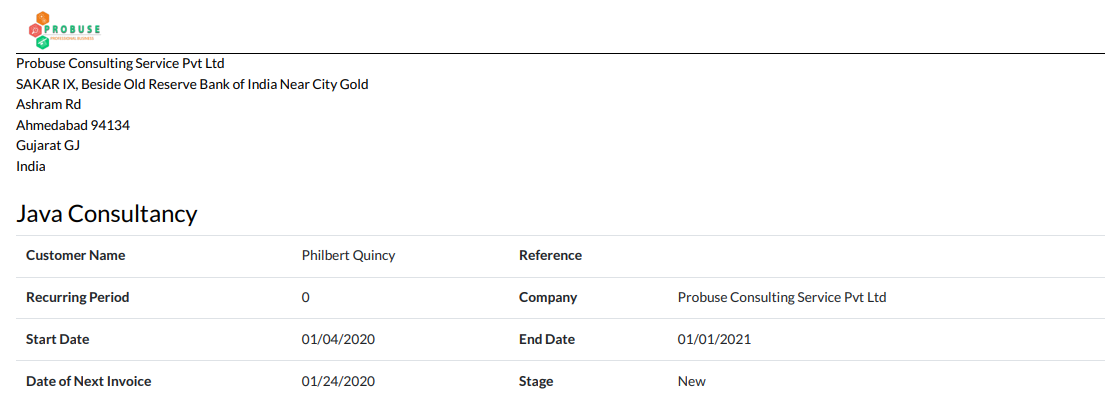 PROBUSE
PROFESSIONAL BUSINESS
Probuse Consulting Service Pvt Ltd
SAKAR IX, Beside Old Reserve Bank of India Near City Gold
Ashram Rd
Ahmedabad 94134
Gujarat GJ
India
Java Consultancy
Customer Name Philbert Quincy Reference
Recurring Period 0 Company Probuse Consulting Service Pvt Ltd
Start Date 01/04/2020 End Date 01/01/2021
Date of Next Invoice 01/24/2020 Stage New